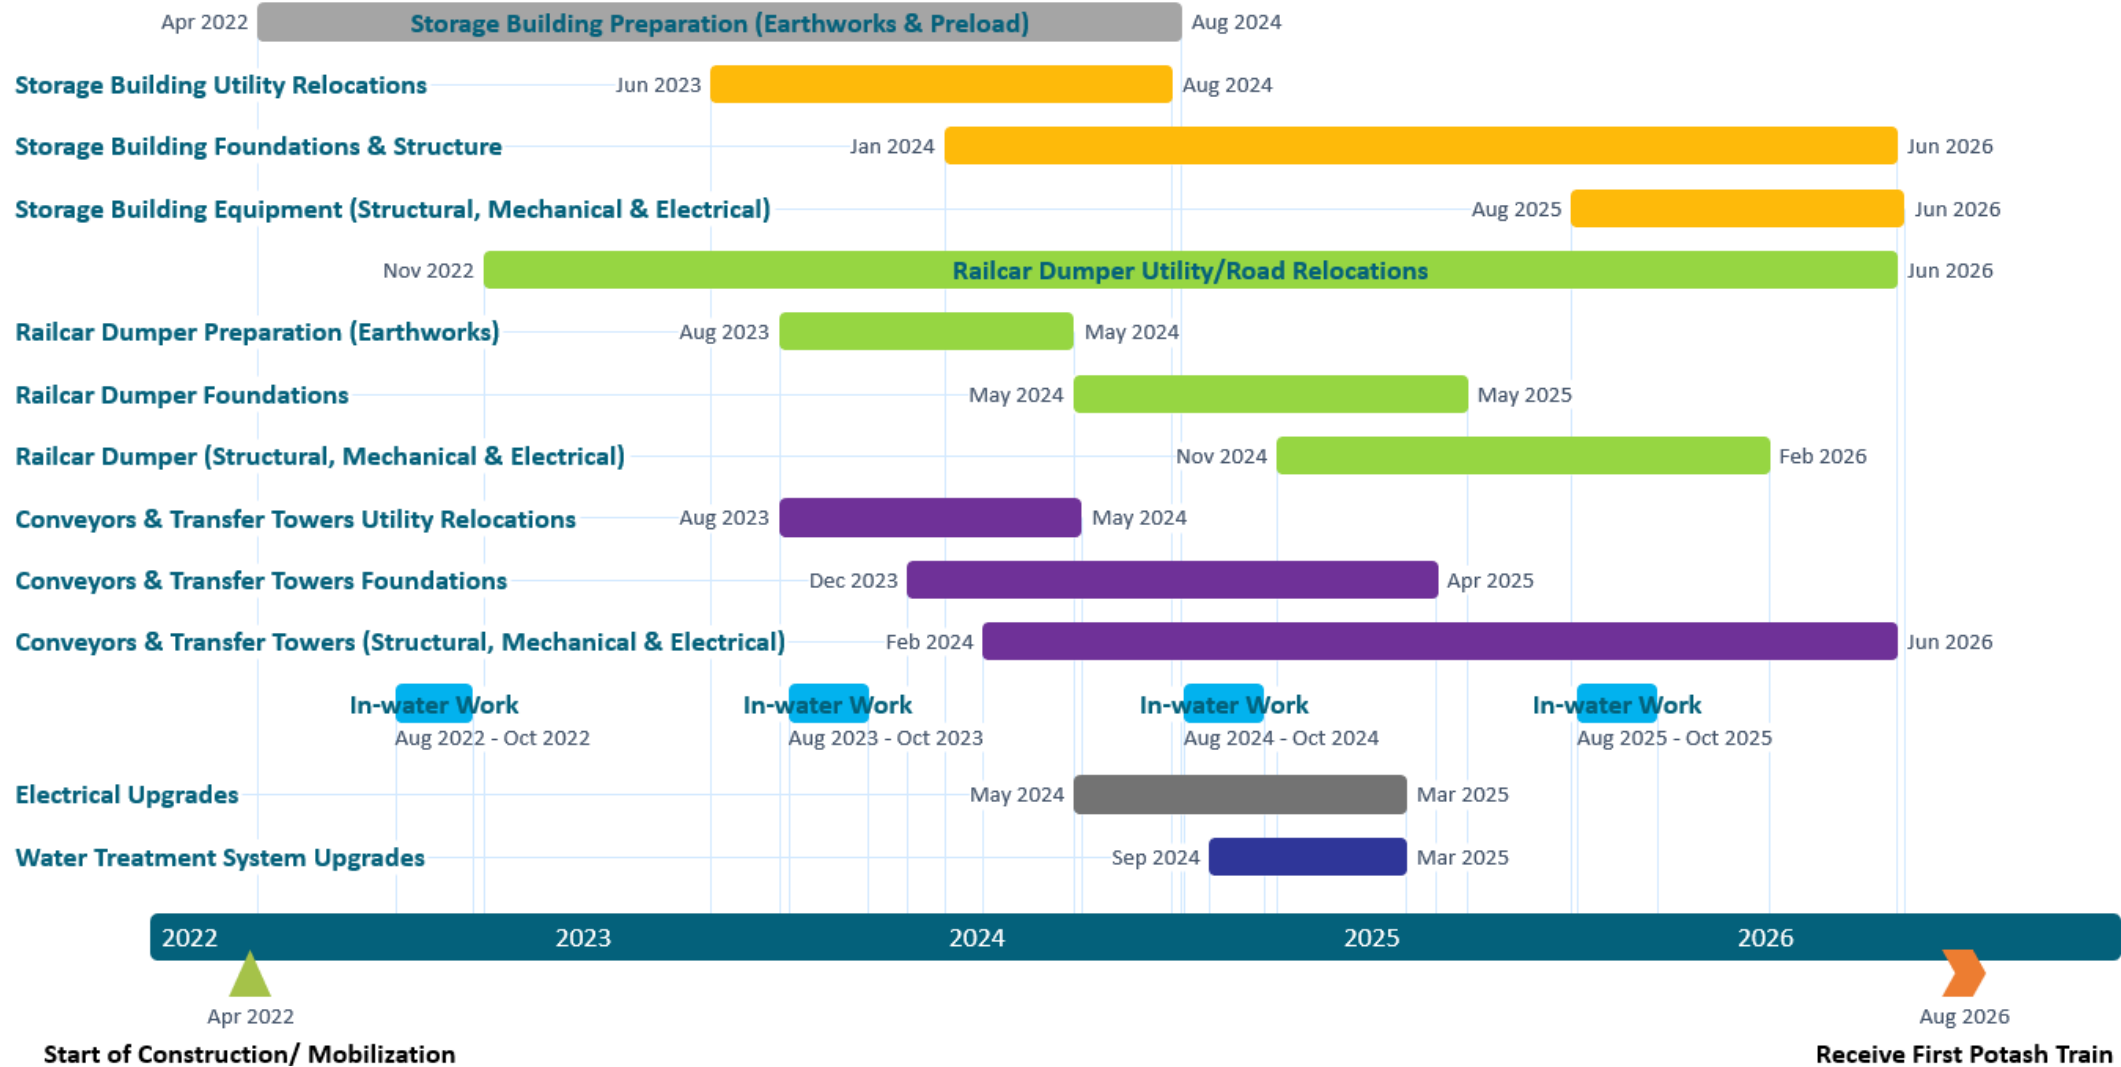 Apr 2022 Storage Building Preparation (Earthworks & Preload) Aug 2024
Storage Building Utility Relocations Jun 2023 Aug 2024
Storage Building Foundations & Structure Jan 2024 Jun 2026
Storage Building Equipment (Structural, Mechanical & Electrical) Aug 2025 Jun 2026
Nov 2022 Railcar Dumper Utility/Road Relocations Jun 2026
Railcar Dumper Preparation (Earthworks) Aug 2023 May 2024
Railcar Dumper Foundations May 2024 May 2025
Railcar Dumper (Structural, Mechanical & Electrical) Nov 2024 Feb 2026
Conveyors & Transfer Towers Utility Relocations Aug 2023 May 2024
Conveyors & Transfer Towers Foundations Dec 2023 Apr 2025
Conveyors & Transfer Towers (Structural, Mechanical & Electrical) Feb 2024 Jun 2026
In-water Work In-water Work In-water Work In-water Work
Aug 2022 - Oct 2022 Aug 2023 - Oct 2023 Aug 2024 - Oct 2024 Aug 2025 - Oct 2025
Electrical Upgrades May 2024 Mar 2025
Water Treatment System Upgrades Sep 2024 Mar 2025
2022 2023 2024 2025 2026
Apr 2022 Aug 2026
Start of Construction/ Mobilization Receive First Potash Train